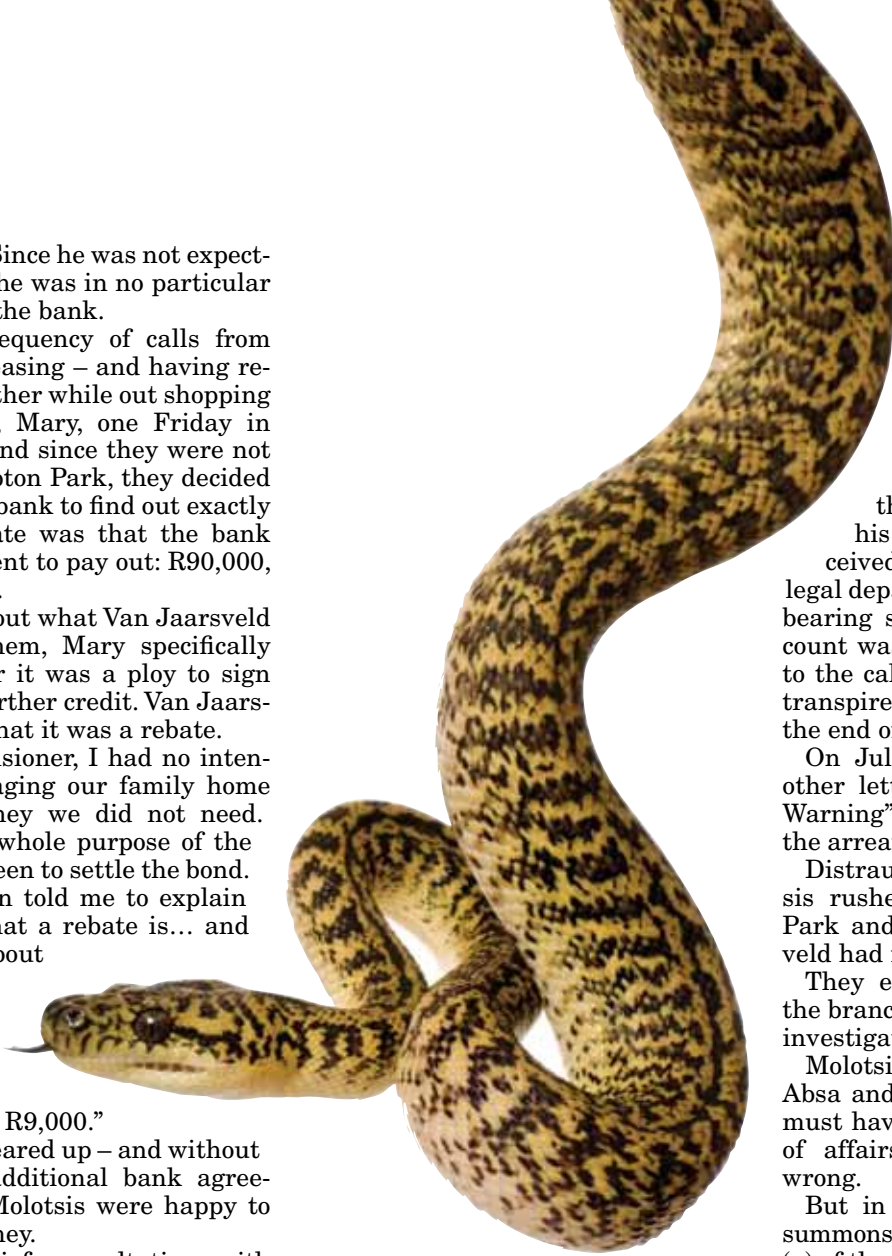 Since he was not expect-
he was in no particular
the bank.
equency of calls from
easing – and having re-
ther while out shopping
, Mary, one Friday in
nd since they were not
pton Park, they decided
bank to find out exactly
ate was that the bank
ent to pay out: R90,000,
.
out what Van Jaarsveld
hem, Mary specifically
r it was a ploy to sign
rther credit. Van Jaars-
hat it was a rebate.
sioner, I had no inten-
aging our family home
ney we did not need.
whole purpose of the
een to settle the bond.
n told me to explain
hat a rebate is… and
bout
R9,000.”
eared up – and without
dditional bank agree-
Molotsis were happy to
ney.
th
his
ceived
legal dep
bearing s
count wa
to the cal
transpire
the end o
On Jul
other lett
Warning”
the arrea
Distrau
sis rushe
Park and
veld had
They e
the branc
investiga
Molotsi
Absa and
must hav
of affairs
wrong.
But in
summons